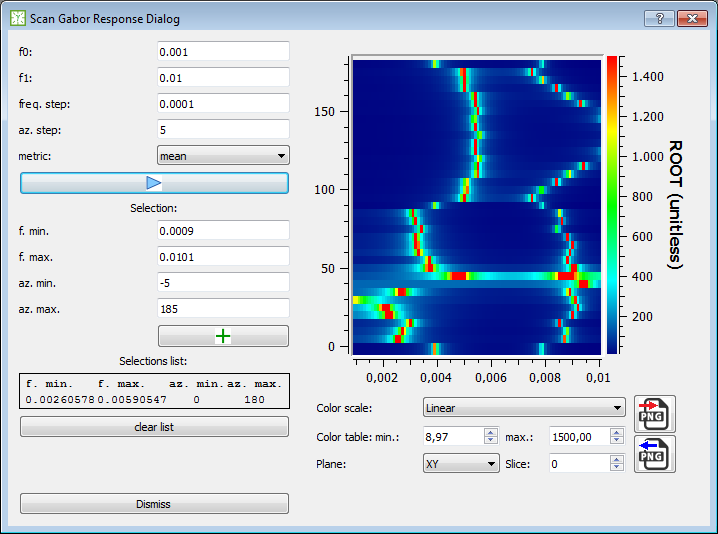 Scan Gabor Response Dialog
f0: 0.001
f1: 0.01
freq. step: 0.0001
az. step: 5
metric: mean
Selection:
f. min. 0.0009
f. max. 0.0101
az. min. -5
az. max. 185
Selections list:
f. min. f. max. az. min. az. max.
0.00260578 0.00590547 0 180
clear list
Dismiss
150
100
50
0
0,002 0,004 0,006 0,008 0,01
1.400
1.200
1.000
800
600
400
200
ROOT (unitless)
Color scale: Linear
Color table: min.: 8,97 max.: 1500,00
Plane: XY Slice: 0
PNG
PNG